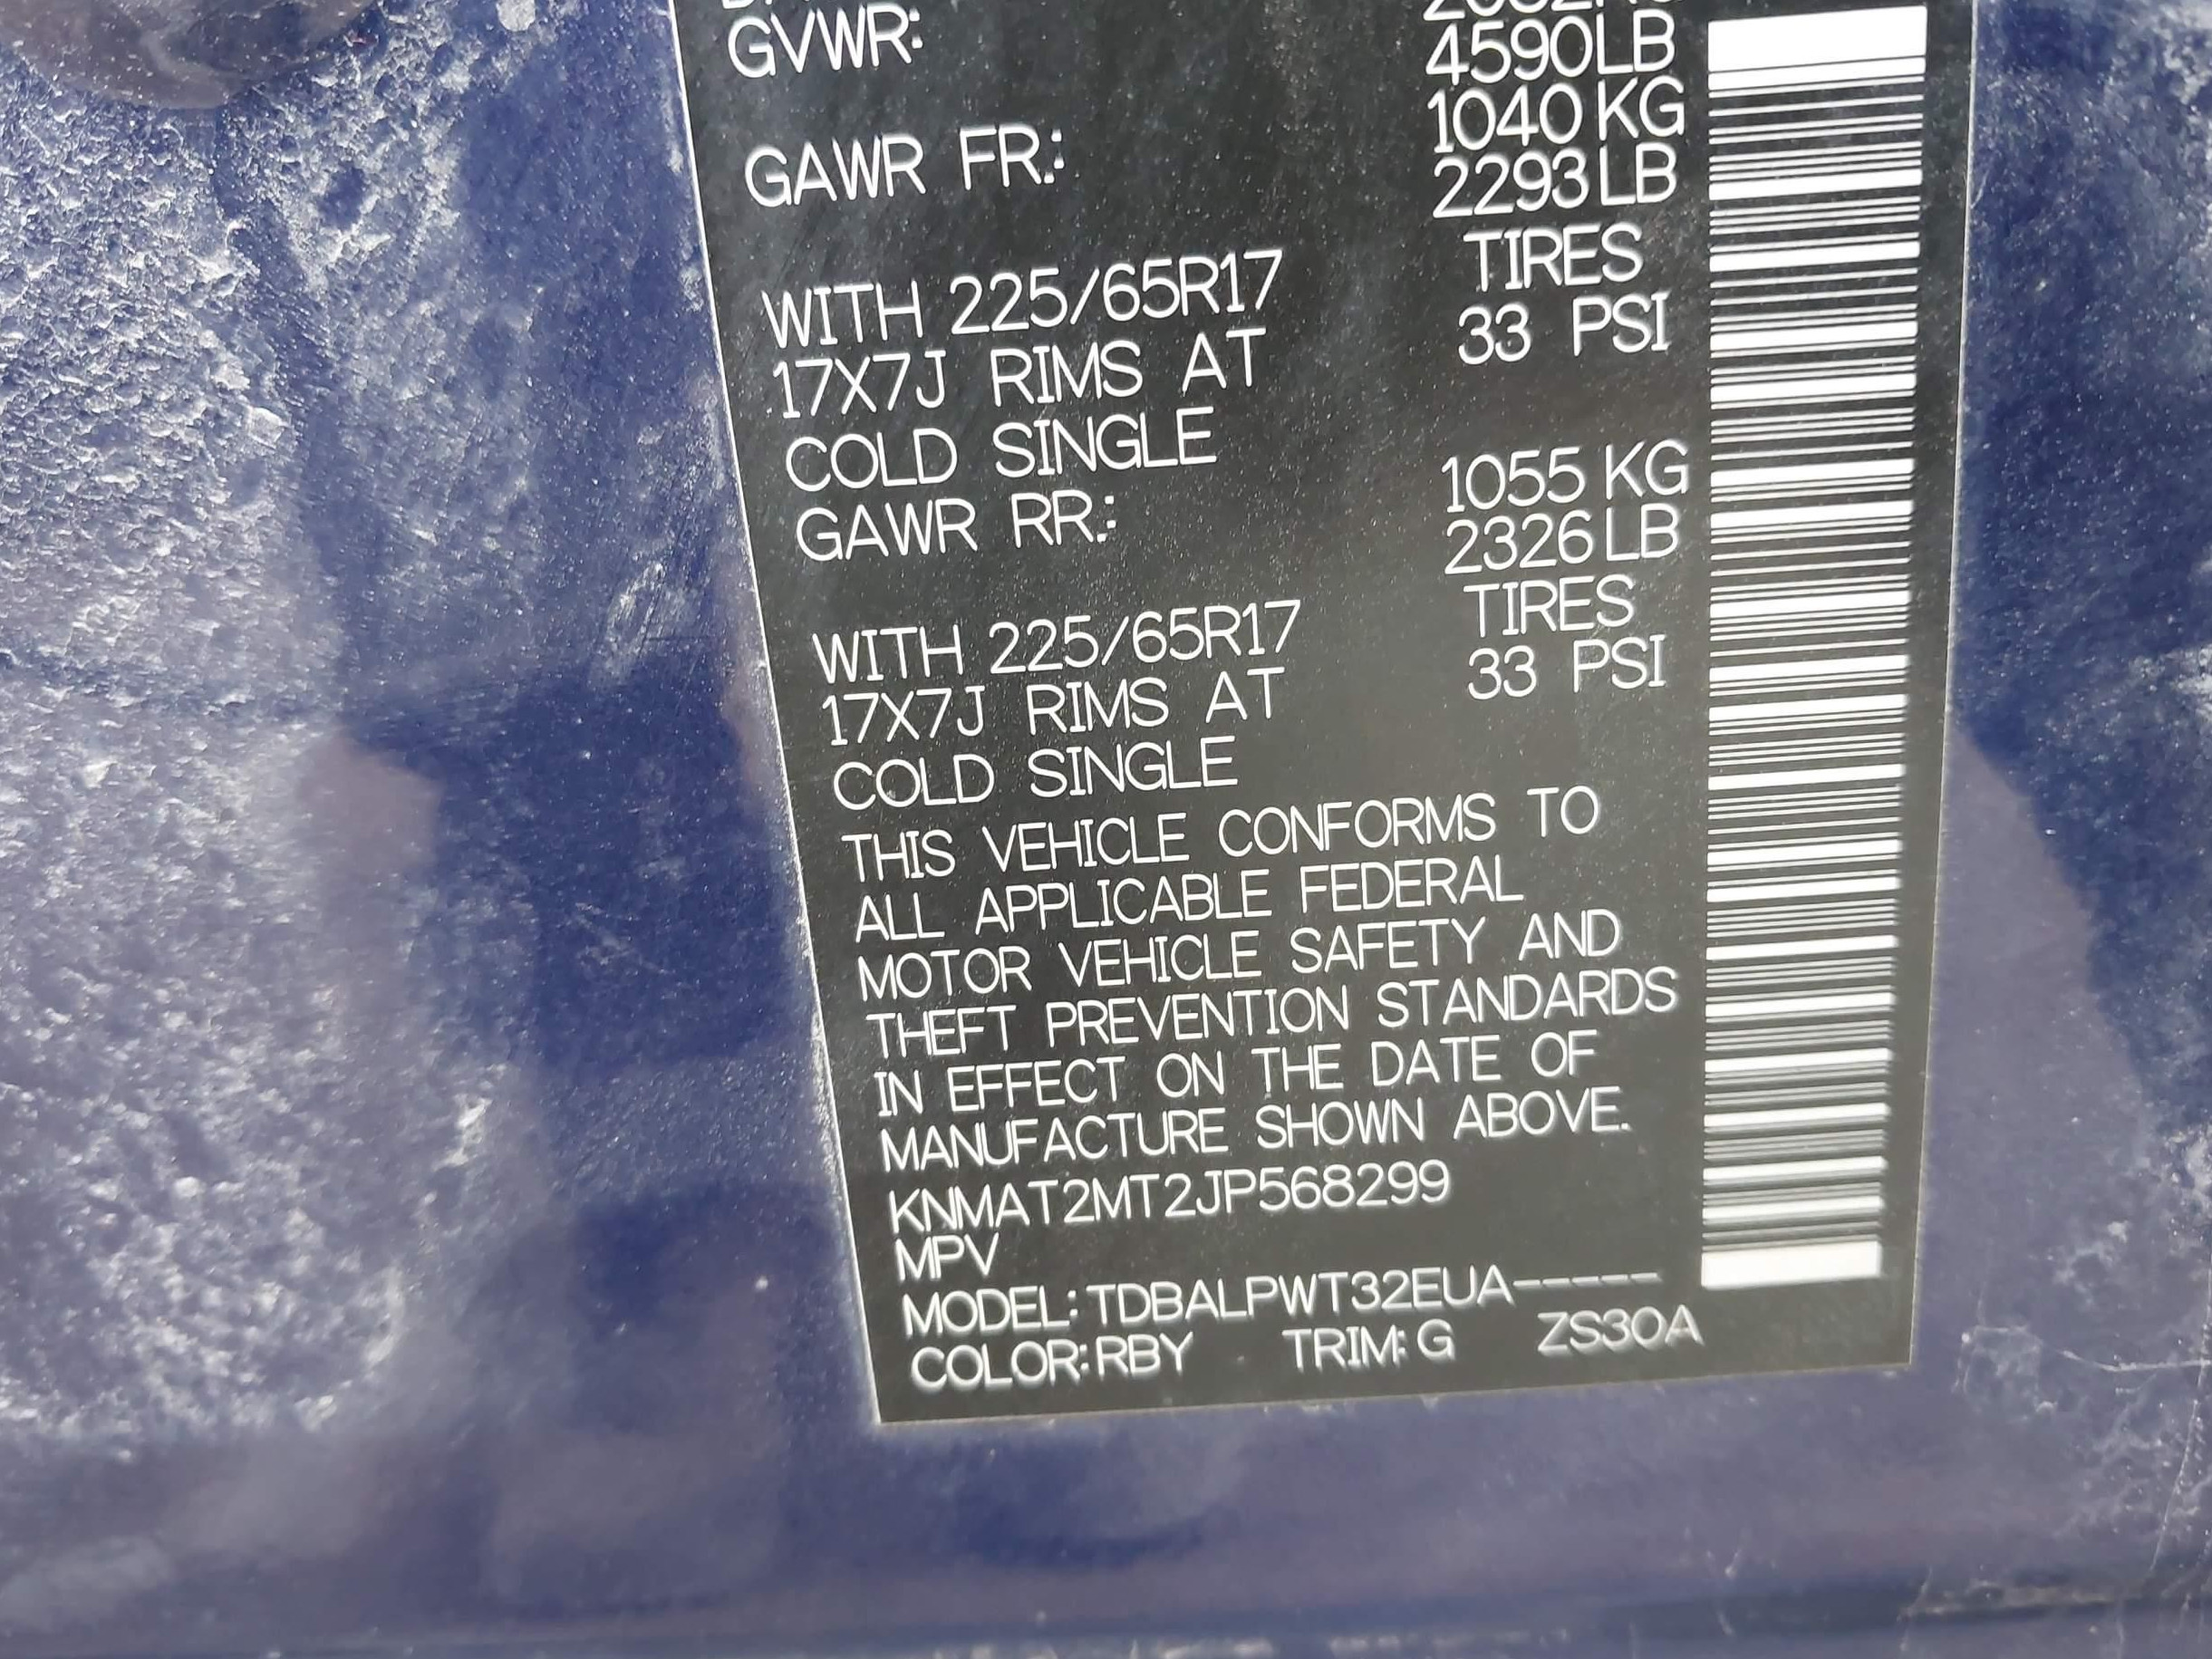 GVWR: 4590LB
1040 KG
GAWR FR.: 2293LB
WITH 225/65R17 TIRES
17X7J RIMS AT 33 PSI
COLD SINGLE
1055 KG
GAWR RR.: 2326LB
WITH 225/65R17 TIRES
17X7J RIMS AT 33 PSI
COLD SINGLE
THIS VEHICLE CONFORMS TO
ALL APPLICABLE FEDERAL
MOTOR VEHICLE SAFETY AND
THEFT PREVENTION STANDARDS
IN EFFECT ON THE DATE OF
MANUFACTURE SHOWN ABOVE.
KNMAT2MT2JP568299
MPV
MODEL: TDBALPWT32EUA-----
COLOR: RBY TRIM: G ZS30A